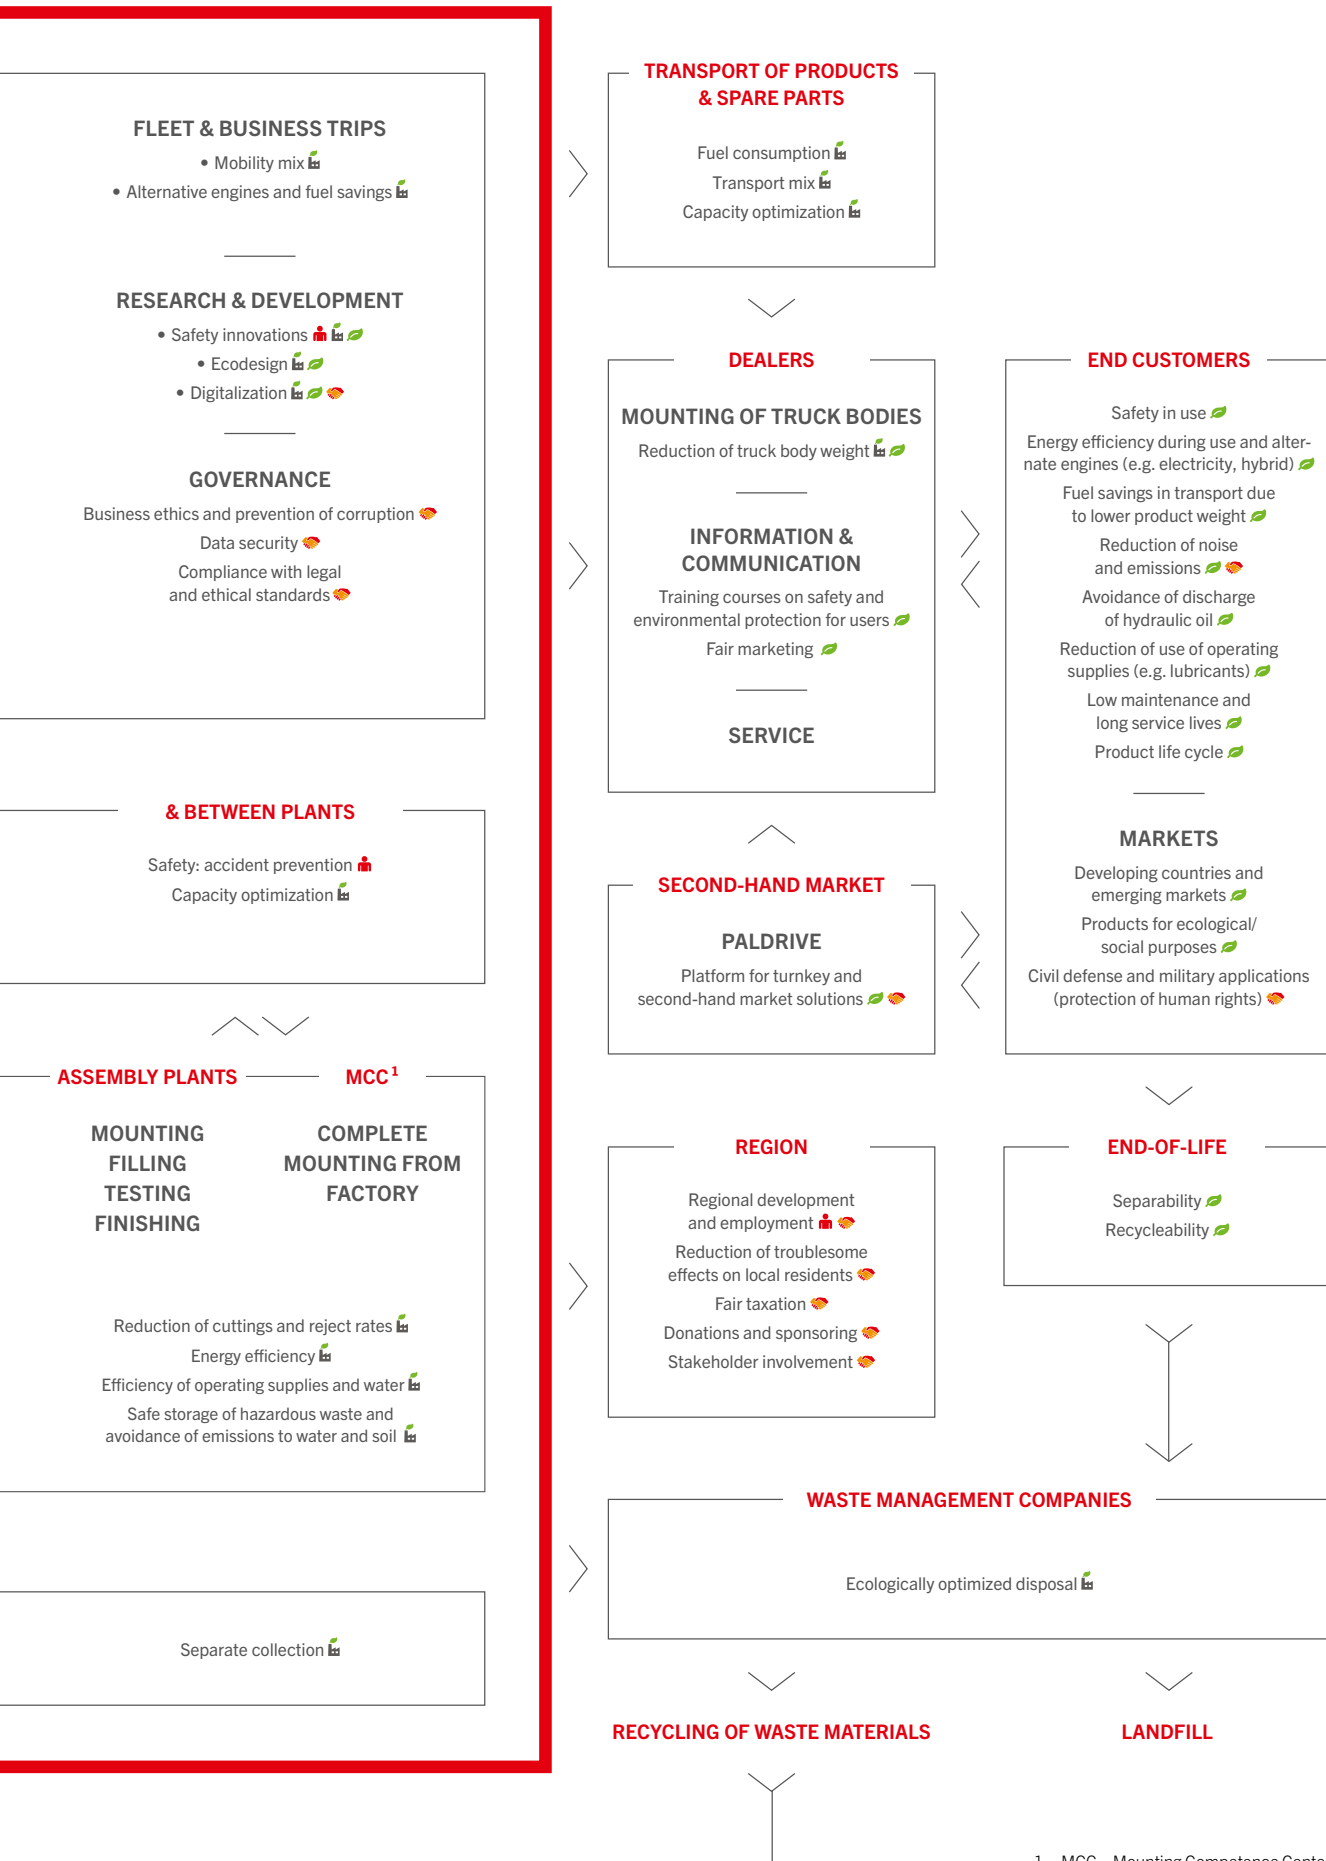 FLEET & BUSINESS TRIPS
• Mobility mix
• Alternative engines and fuel savings
RESEARCH & DEVELOPMENT
• Safety innovations
• Ecodesign
• Digitalization
GOVERNANCE
Business ethics and prevention of corruption
Data security
Compliance with legal
and ethical standards
& BETWEEN PLANTS
Safety: accident prevention
Capacity optimization
ASSEMBLY PLANTS
MOUNTING
FILLING
TESTING
FINISHING
MCC 1
COMPLETE
MOUNTING FROM
FACTORY
Reduction of cuttings and reject rates
Energy efficiency
Efficiency of operating supplies and water
Safe storage of hazardous waste and
avoidance of emissions to water and soil
Separate collection
TRANSPORT OF PRODUCTS
& SPARE PARTS
Fuel consumption
Transport mix
Capacity optimization
DEALERS
MOUNTING OF TRUCK BODIES
Reduction of truck body weight
INFORMATION &
COMMUNICATION
Training courses on safety and
environmental protection for users
Fair marketing
SERVICE
SECOND-HAND MARKET
PALDRIVE
Platform for turnkey and
second-hand market solutions
REGION
Regional development
and employment
Reduction of troublesome
effects on local residents
Fair taxation
Donations and sponsoring
Stakeholder involvement
END CUSTOMERS
Safety in use
Energy efficiency during use and alter-
nate engines (e.g. electricity, hybrid)
Fuel savings in transport due
to lower product weight
Reduction of noise
and emissions
Avoidance of discharge
of hydraulic oil
Reduction of use of operating
supplies (e.g. lubricants)
Low maintenance and
long service lives
Product life cycle
MARKETS
Developing countries and
emerging markets
Products for ecological/
social purposes
Civil defense and military applications
(protection of human rights)
END-OF-LIFE
Separability
Recycleability
WASTE MANAGEMENT COMPANIES
Ecologically optimized disposal
RECYCLING OF WASTE MATERIALS
LANDFILL
1 MCC – Mounting Competence